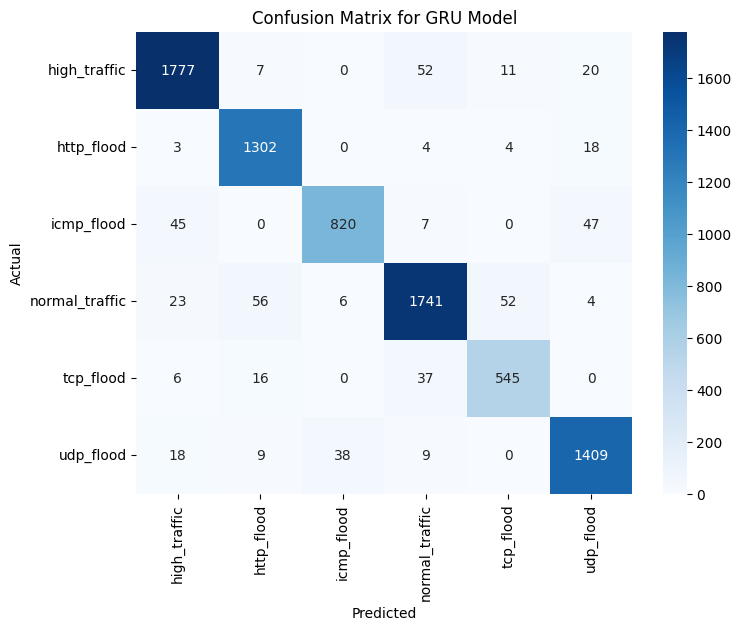 Confusion Matrix for GRU Model
Actual
high_traffic 1777 7 0 52 11 20
http_flood 3 1302 0 4 4 18
icmp_flood 45 0 820 7 0 47
normal_traffic 23 56 6 1741 52 4
tcp_flood 6 16 0 37 545 0
udp_flood 18 9 38 9 0 1409
high_traffic http_flood icmp_flood normal_traffic tcp_flood udp_flood
Predicted
1600
1400
1200
1000
800
600
400
200
0